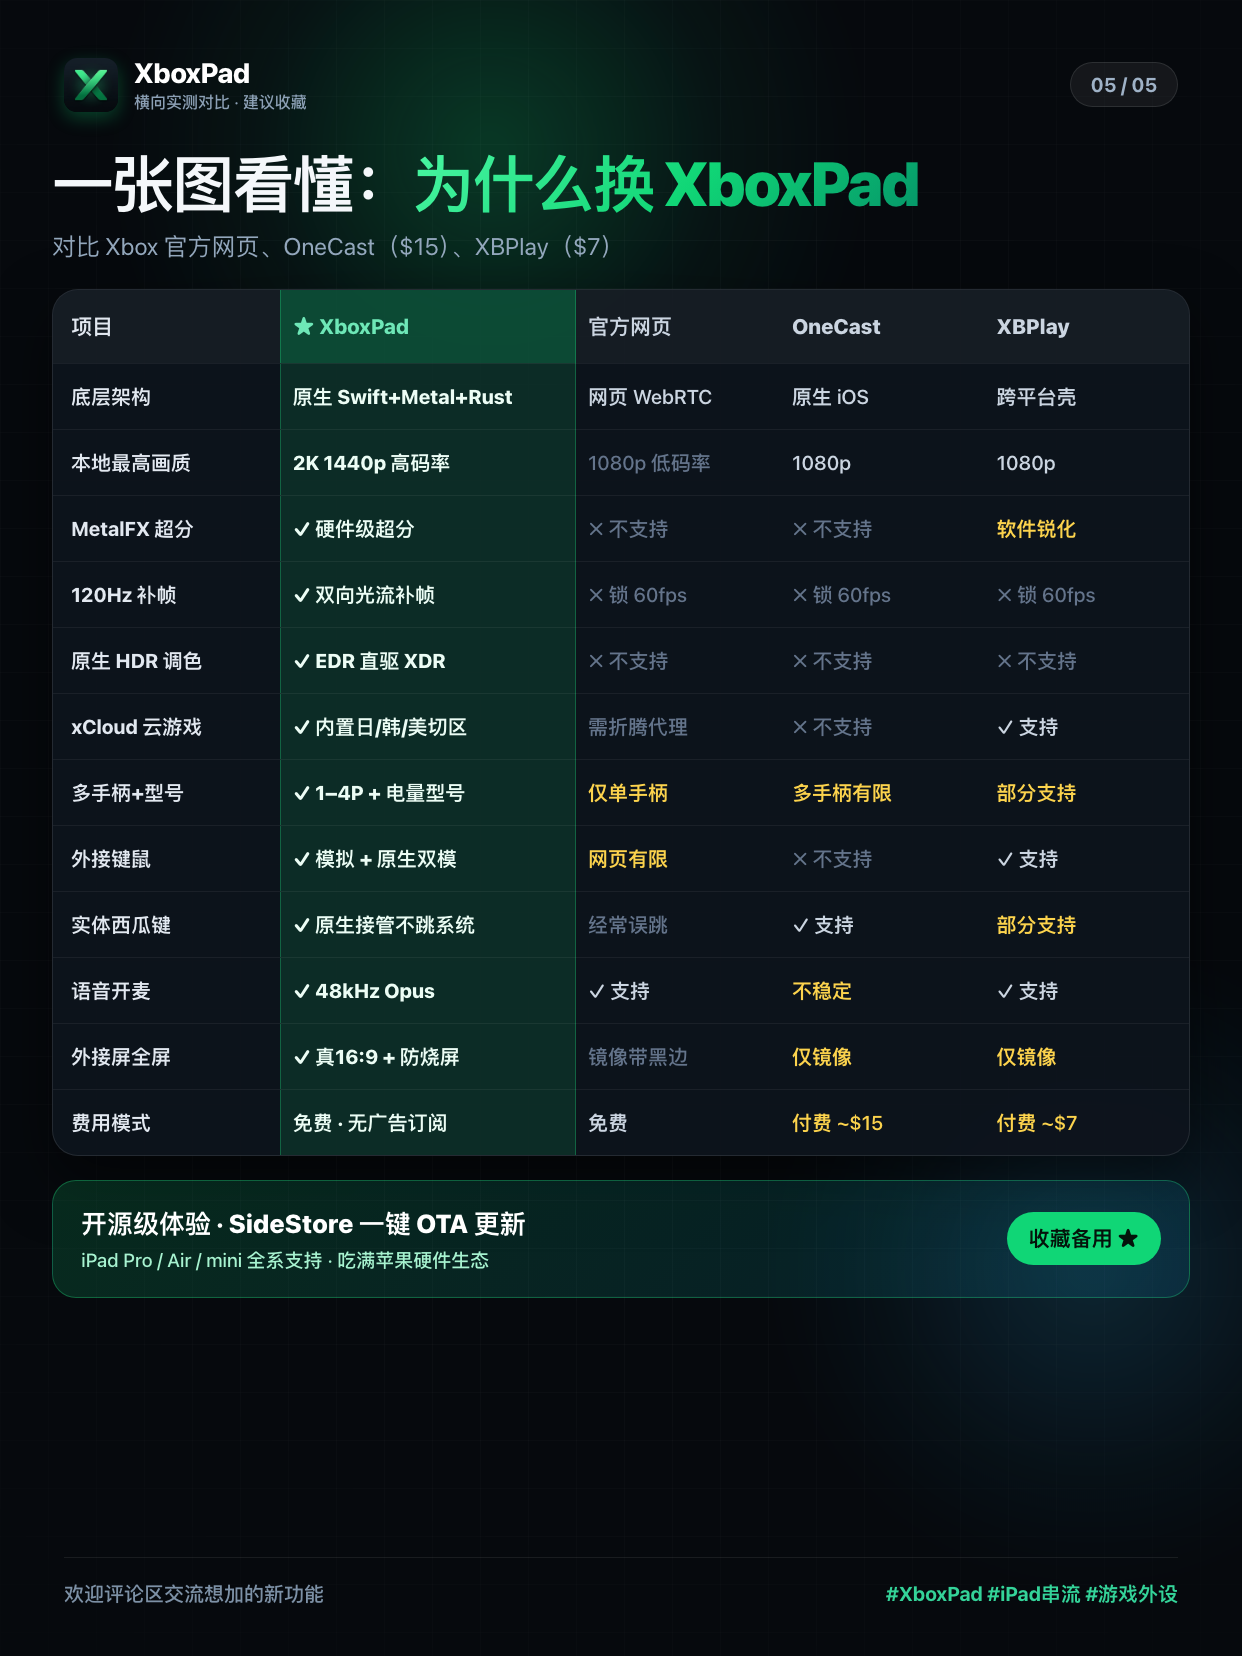 XboxPad
横向实测对比 · 建议收藏
05 / 05
一张图看懂：为什么换 XboxPad
对比 Xbox 官方网页、OneCast（$15）、XBPlay（$7）
项目 ★ XboxPad 官方网页 OneCast XBPlay
底层架构 原生 Swift+Metal+Rust 网页 WebRTC 原生 iOS 跨平台壳
本地最高画质 2K 1440p 高码率 1080p 低码率 1080p 1080p
MetalFX 超分 ✓ 硬件级超分 ✕ 不支持 ✕ 不支持 软件锐化
120Hz 补帧 ✓ 双向光流补帧 ✕ 锁 60fps ✕ 锁 60fps ✕ 锁 60fps
原生 HDR 调色 ✓ EDR 直驱 XDR ✕ 不支持 ✕ 不支持 ✕ 不支持
xCloud 云游戏 ✓ 内置日/韩/美切区 需折腾代理 ✕ 不支持 ✓ 支持
多手柄+型号 ✓ 1–4P + 电量型号 仅单手柄 多手柄有限 部分支持
外接键鼠 ✓ 模拟 + 原生双模 网页有限 ✕ 不支持 ✓ 支持
实体西瓜键 ✓ 原生接管不跳系统 经常误跳 ✓ 支持 部分支持
语音开麦 ✓ 48kHz Opus ✓ 支持 不稳定 ✓ 支持
外接屏全屏 ✓ 真16:9 + 防烧屏 镜像带黑边 仅镜像 仅镜像
费用模式 免费 · 无广告订阅 免费 付费 ~$15 付费 ~$7
开源级体验 · SideStore 一键 OTA 更新
iPad Pro / Air / mini 全系支持 · 吃满苹果硬件生态
收藏备用 ★
欢迎评论区交流想加的新功能
#XboxPad #iPad串流 #游戏外设